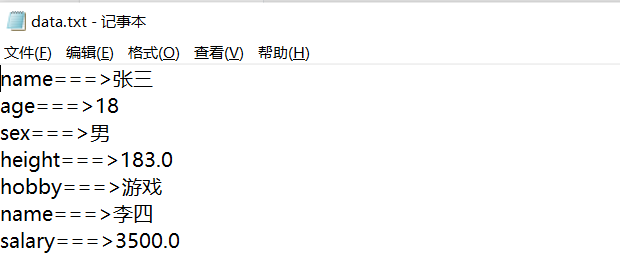 data.txt - 记事本
文件(F) 编辑(E) 格式(O) 查看(V) 帮助(H)
name===>张三
age===>18
sex===>男
height===>183.0
hobby===>游戏
name===>李四
salary===>3500.0